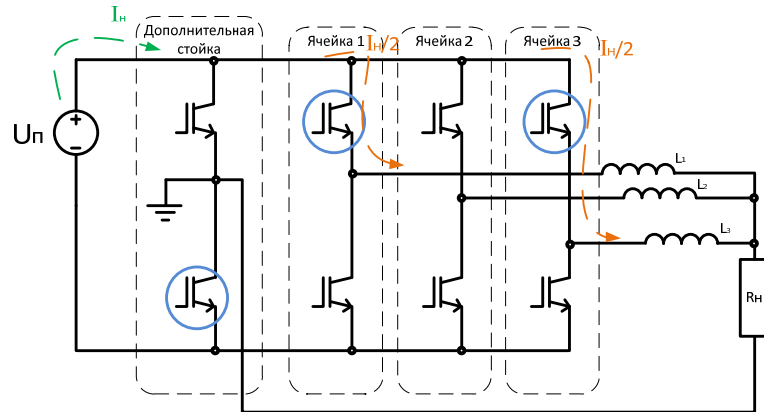 Iн
Дополнительная
стойка
Ячейка 1
Iн/2
Ячейка 2
Ячейка 3
Iн/2
Uп
L₁
L₂
L₃
Rн